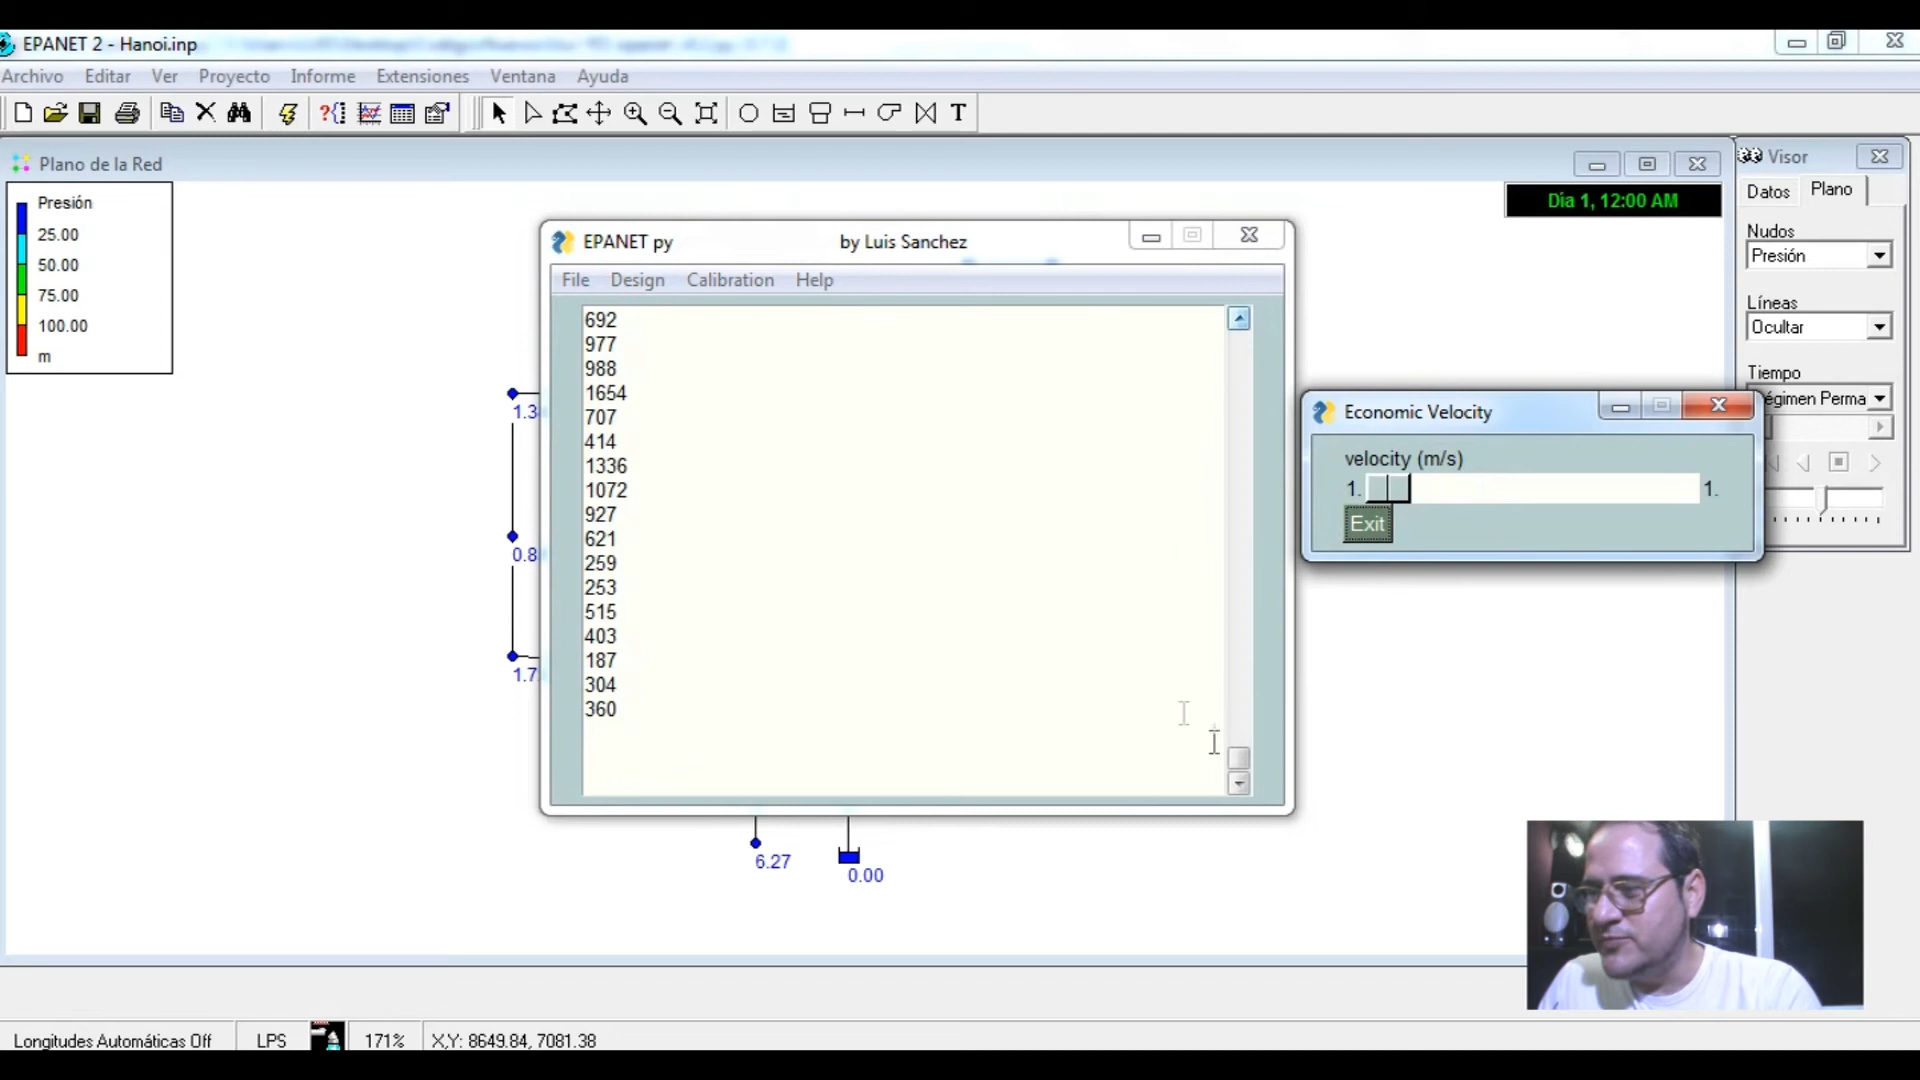 EPANET 2 - Hanoi.inp
Archivo Editar Ver Proyecto Informe Extensiones Ventana Ayuda
T
Plano de la Red
Presión
25.00
50.00
75.00
100.00
m
Día 1, 12:00 AM
Visor
Datos Plano
Nudos
Presión
Líneas
Ocultar
Tiempo
égimen Perma
EPANET py by Luis Sanchez
File Design Calibration Help
692
977
988
1654
707
414
1336
1072
927
621
259
253
515
403
187
304
360
Economic Velocity
velocity (m/s)
1. 1.
Exit
1.3
0.8
1.7
6.27
0.00
Longitudes Automáticas Off LPS 171% X,Y: 8649.84, 7081.38